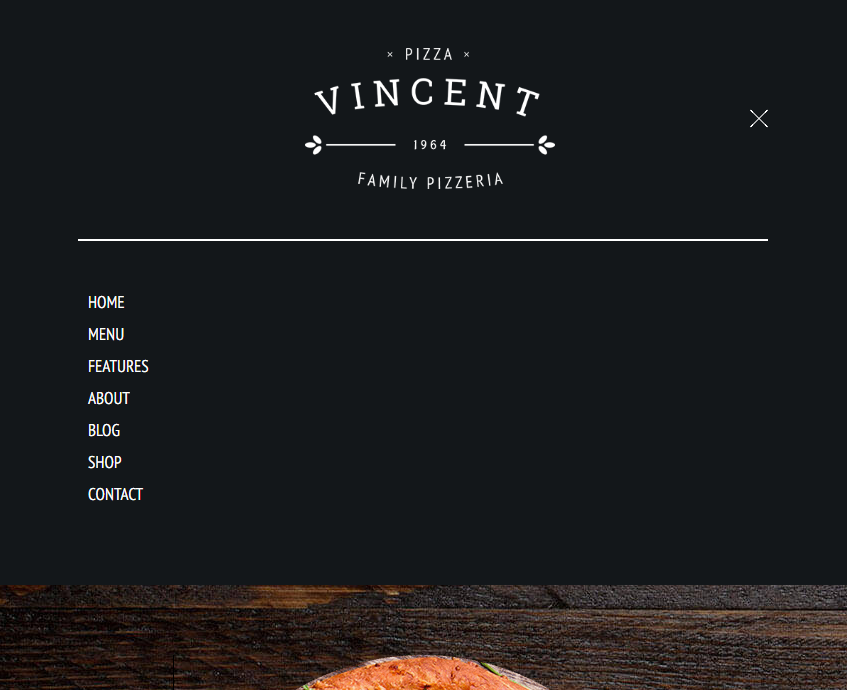 × PIZZA ×
VINCENT
1964
FAMILY PIZZERIA
HOME
MENU
FEATURES
ABOUT
BLOG
SHOP
CONTACT